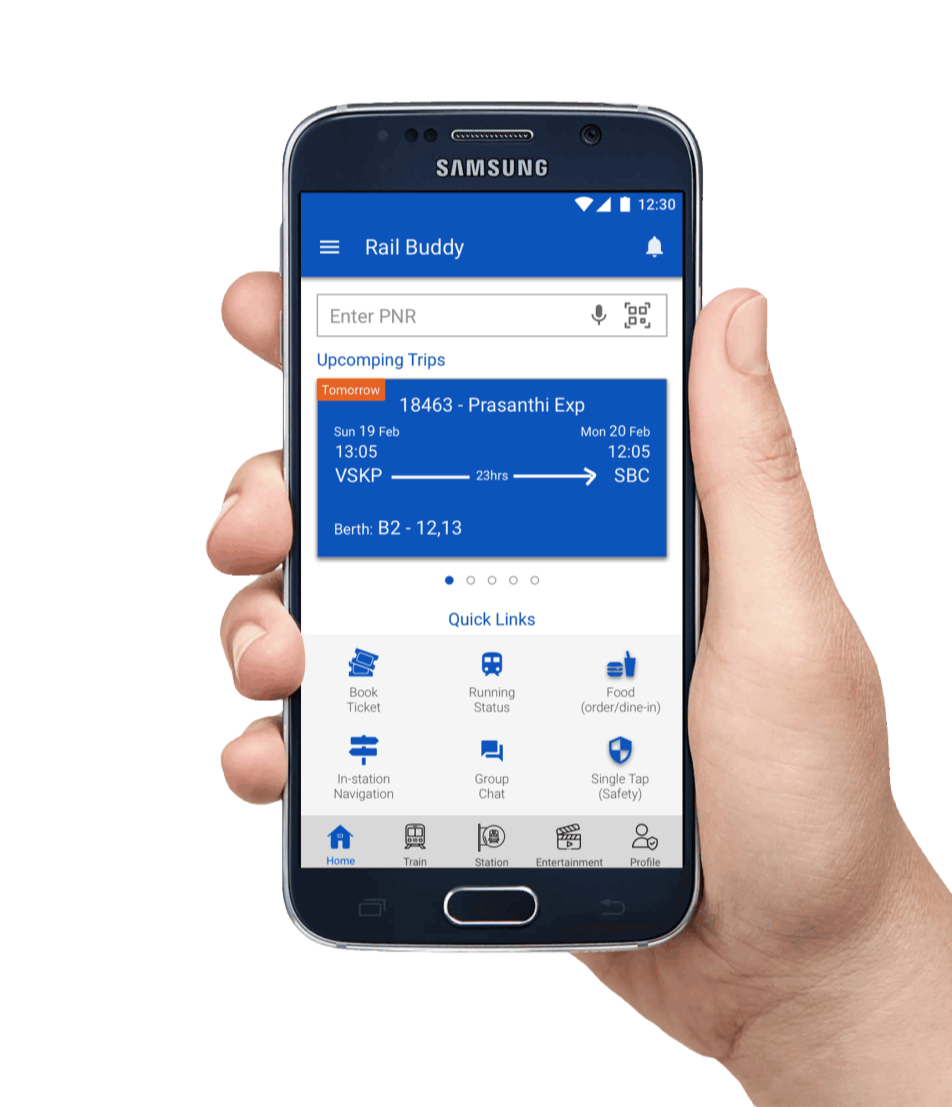 SAMSUNG
12:30
Rail Buddy
Enter PNR
Upcomping Trips
Tomorrow
18463 - Prasanthi Exp
Sun 19 Feb
Mon 20 Feb
13:05
12:05
VSKP
23hrs
SBC
Berth: B2 - 12,13
Quick Links
Book
Ticket
Running
Status
Food
(order/dine-in)
In-station
Navigation
Group
Chat
Single Tap
(Safety)
Home
Train
Station
Entertainment
Profile